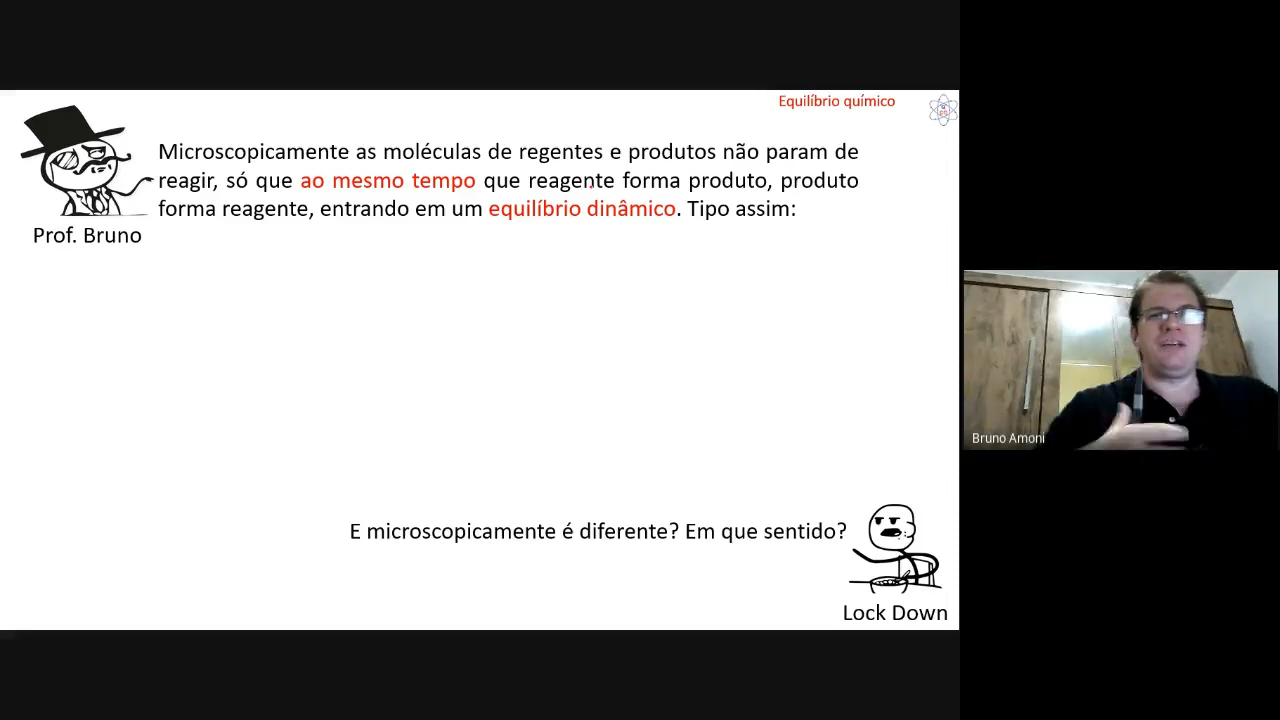 Equilíbrio químico
Microscopicamente as moléculas de regentes e produtos não param de
reagir, só que ao mesmo tempo que reagente forma produto, produto
forma reagente, entrando em um equilíbrio dinâmico. Tipo assim:
Prof. Bruno
E microscopicamente é diferente? Em que sentido?
Lock Down
Bruno Amoni